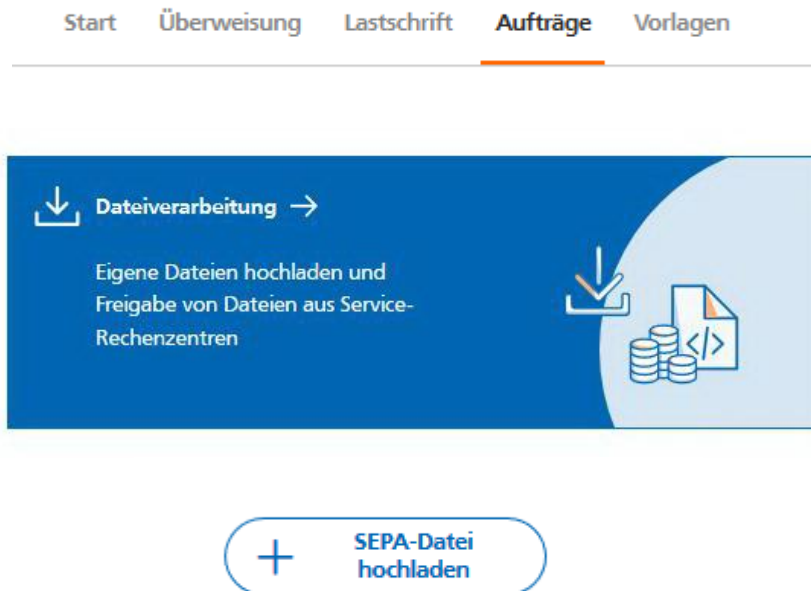 Start Überweisung Lastschrift Aufträge Vorlagen
Dateiverarbeitung →
Eigene Dateien hochladen und
Freigabe von Dateien aus Service-
Rechenzentren
</>
+ SEPA-Datei
hochladen